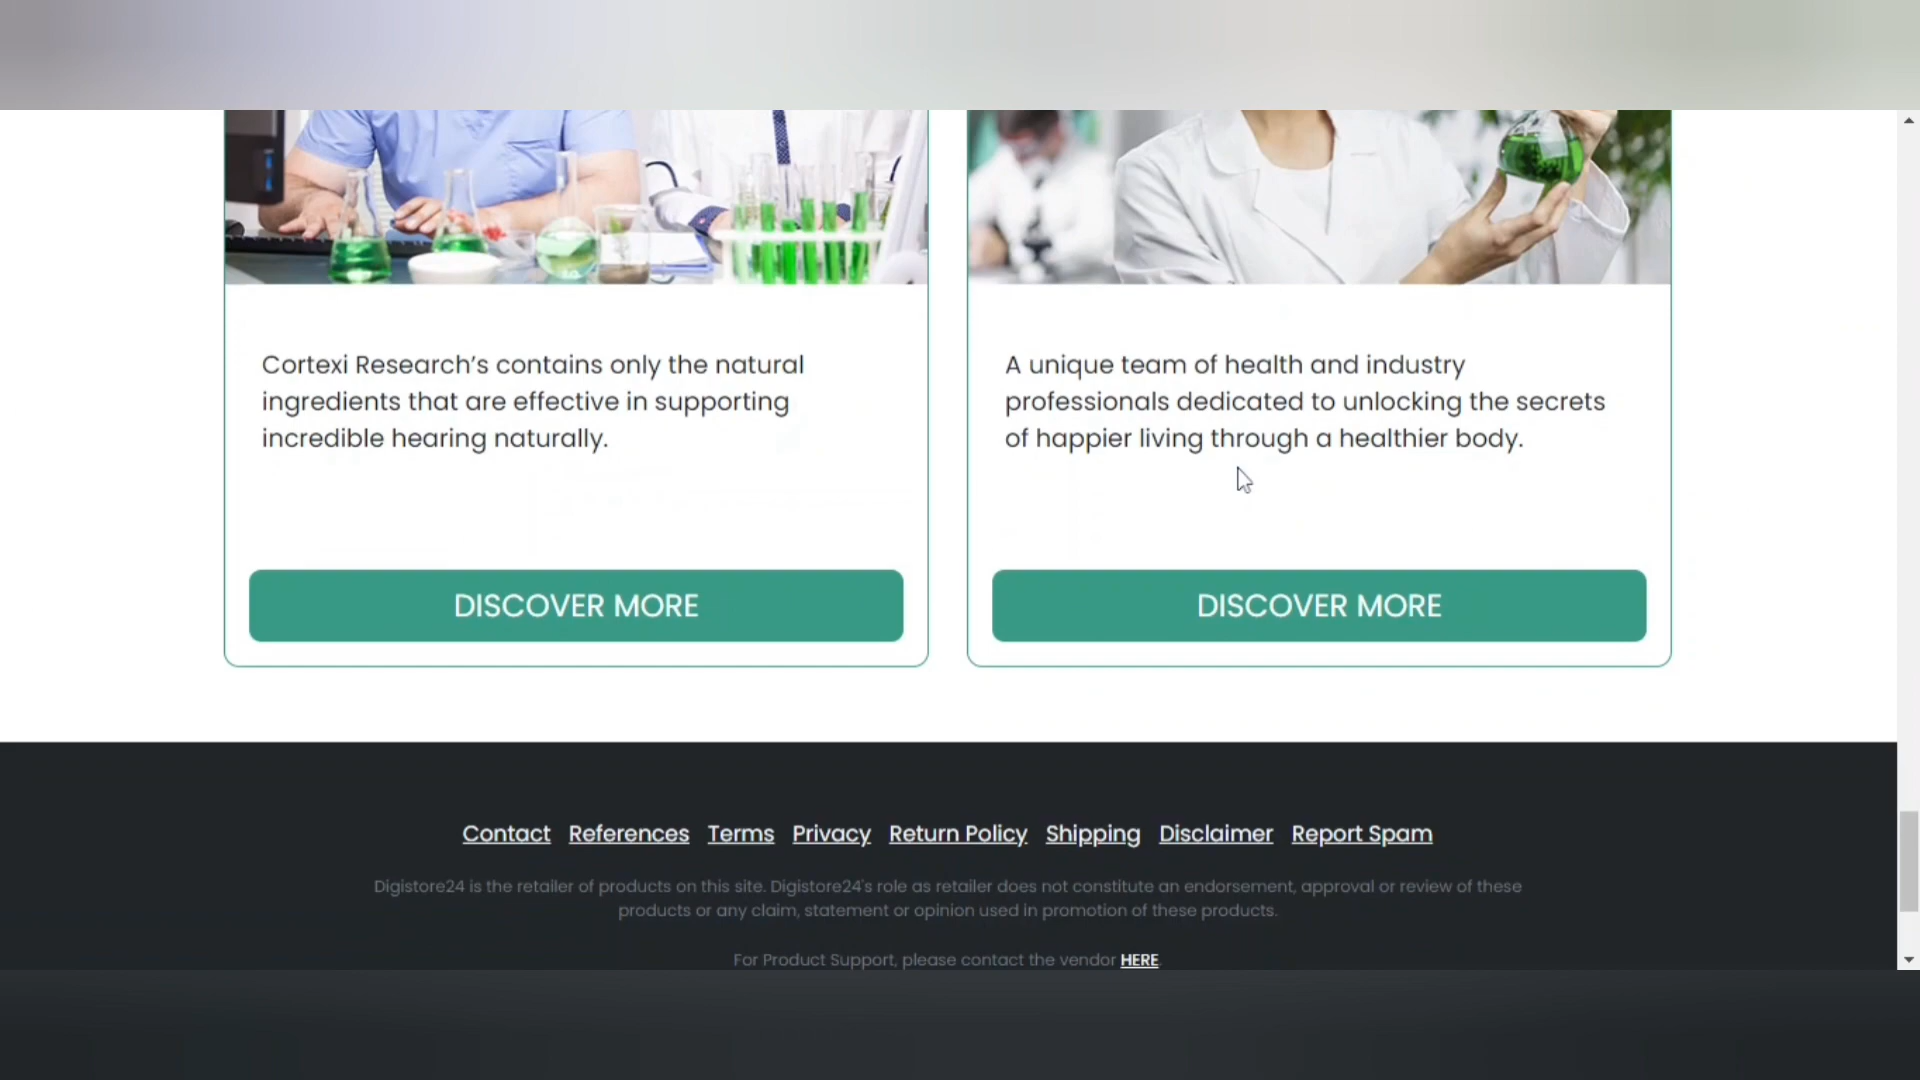 Cortexi Research’s contains only the natural
ingredients that are effective in supporting
incredible hearing naturally.
DISCOVER MORE
A unique team of health and industry
professionals dedicated to unlocking the secrets
of happier living through a healthier body.
DISCOVER MORE
Contact References Terms Privacy Return Policy Shipping Disclaimer Report Spam
Digistore24 is the retailer of products on this site. Digistore24's role as retailer does not constitute an endorsement, approval or review of these
products or any claim, statement or opinion used in promotion of these products.
For Product Support, please contact the vendor HERE.